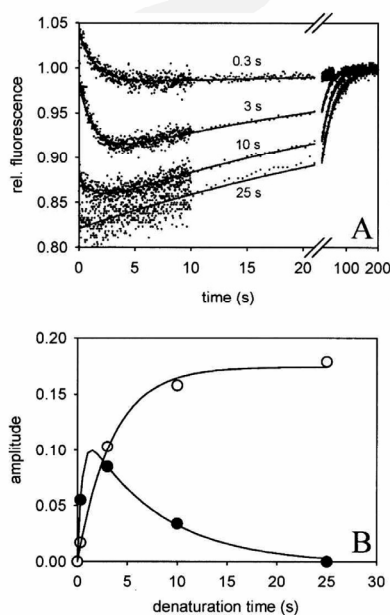 1.05
1.00
0.95
0.90
0.85
0.80
rel. fluorescence
0.3 s
3 s
10 s
25 s
A
0 5 10 15 20 100 200
time (s)
0.20
0.15
0.10
0.05
0.00
amplitude
B
0 5 10 15 20 25 30
denaturation time (s)